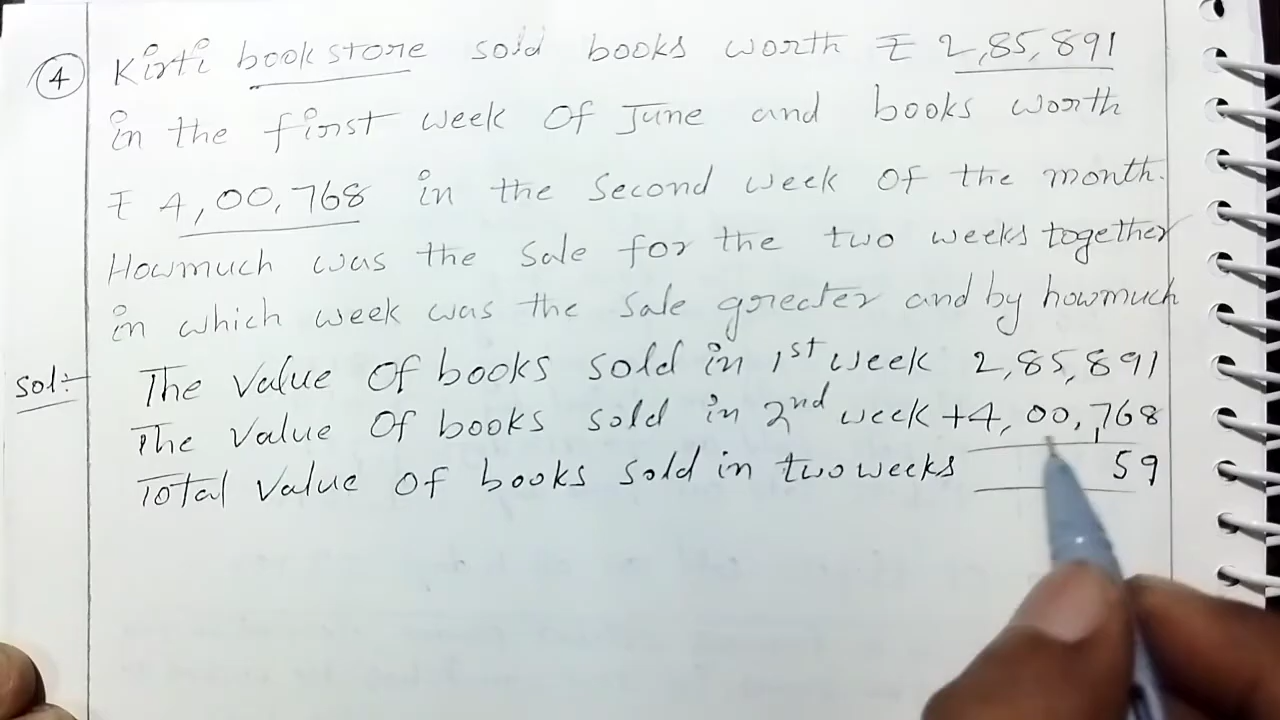 4 Kirti book store sold books worth ₹ 2,85,891
in the first week of June and books worth
₹ 4,00,768 in the second week of the month.
Howmuch was the sale for the two weeks together
in which week was the sale greater and by howmuch
Sol:- The value of books sold in 1st week 2,85,891
The value of books sold in 2nd week +4,00,768
1
Total value of books sold in two weeks 59